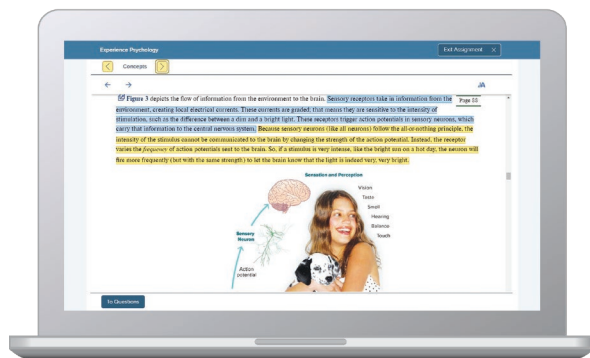 Experience Psychology
Exit Assignment X
Concepts
Figure 3 depicts the flow of information from the environment to the brain. Sensory receptors take in information from the
Page 83
environment, creating local electrical currents. These currents are graded; that means they are sensitive to the intensity of
stimulation, such as the difference between a dim and a bright light. These receptors trigger action potentials in sensory neurons, which
carry that information to the central nervous system. Because sensory neurons (like all neurons) follow the all-or-nothing principle, the
intensity of the stimulus cannot be communicated to the brain by changing the strength of the action potential. Instead, the receptor
varies the frequency of action potentials sent to the brain. So, if a stimulus is very intense, like the bright sun on a hot day, the neuron will
fire more frequently (but with the same strength) to let the brain know that the light is indeed very, very bright.
Sensation and Perception
Vision
Taste
Smell
Hearing
Balance
Touch
Sensory
Neuron
Action
potential
To Questions